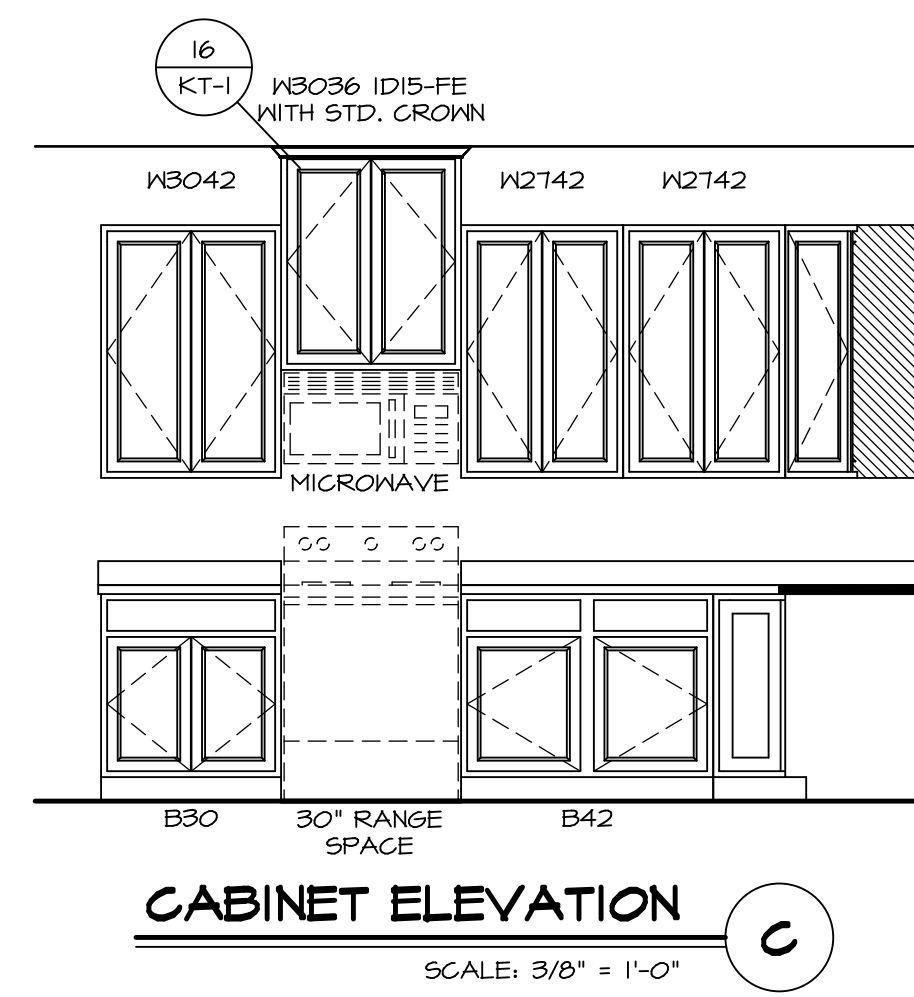 16
KT-1
W3036 1D15-FE
WITH STD. CROWN
W3042
W2742
W2742
MICROWAVE
B30
30" RANGE
SPACE
B42
CABINET ELEVATION
C
SCALE: 3/8" = 1'-0"